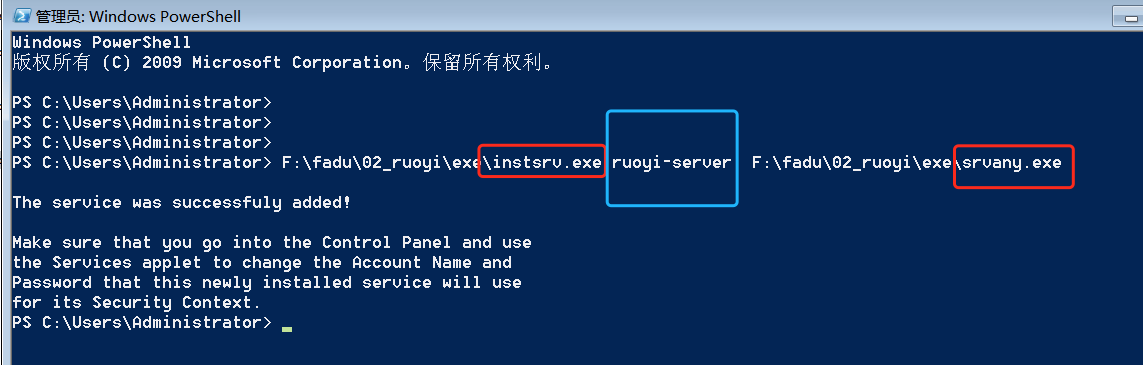 管理员: Windows PowerShell
Windows PowerShell
版权所有 (C) 2009 Microsoft Corporation。保留所有权利。
PS C:\Users\Administrator>
PS C:\Users\Administrator>
PS C:\Users\Administrator>
PS C:\Users\Administrator> F:\fadu\02_ruoyi\exe\instsrv.exe ruoyi-server  F:\fadu\02_ruoyi\exe\srvany.exe
The service was successfuly added!
Make sure that you go into the Control Panel and use
the Services applet to change the Account Name and
Password that this newly installed service will use
for its Security Context.
PS C:\Users\Administrator>